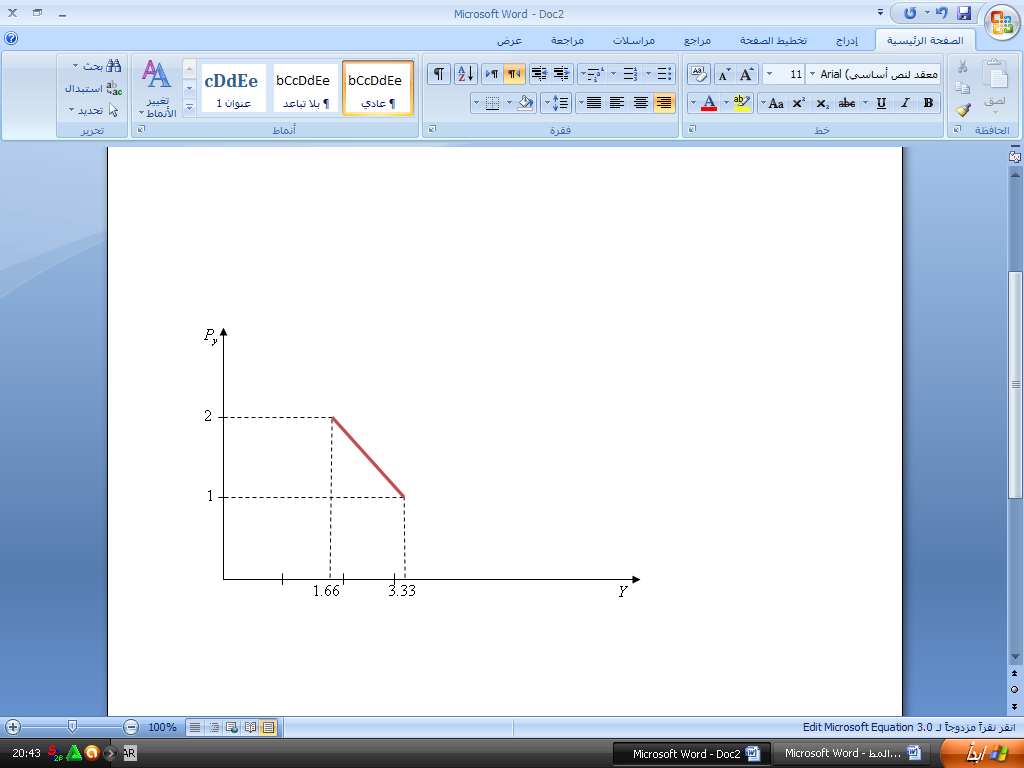 Microsoft Word - Doc2
الصفحة الرئيسية
إدراج
تخطيط الصفحة
مراجع
مراسلات
مراجعة
عرض
لصق
الحافظة
معقد لنص أساسي) Arial
11
خط
فقرة
bCcDdEe
¶ عادي
bCcDdEe
¶ بلا تباعد
cDdEe
عنوان 1
تغيير
الأنماط
أنماط
بحث
استبدال
تحديد
تحرير
P y
2
1
1.66
3.33
Y
انقر نقراً مزدوجاً لـ Edit Microsoft Equation 3.0
100%
ابدأ
المط... - Microsoft Word
Microsoft Word - Doc2
AR
20:43